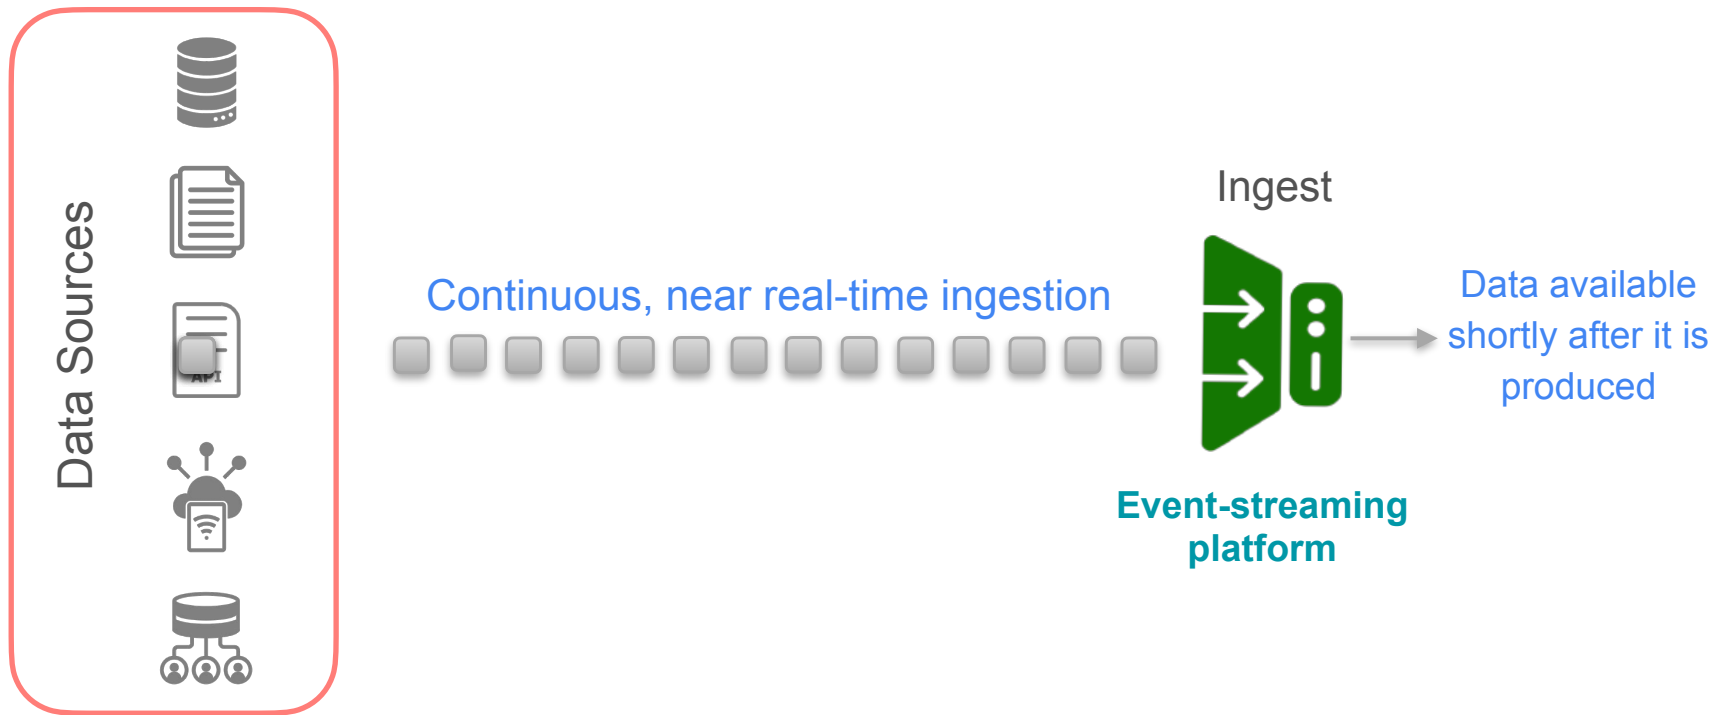 Data Sources
API
Continuous, near real-time ingestion
Ingest
Event-streaming
platform
Data available
shortly after it is
produced